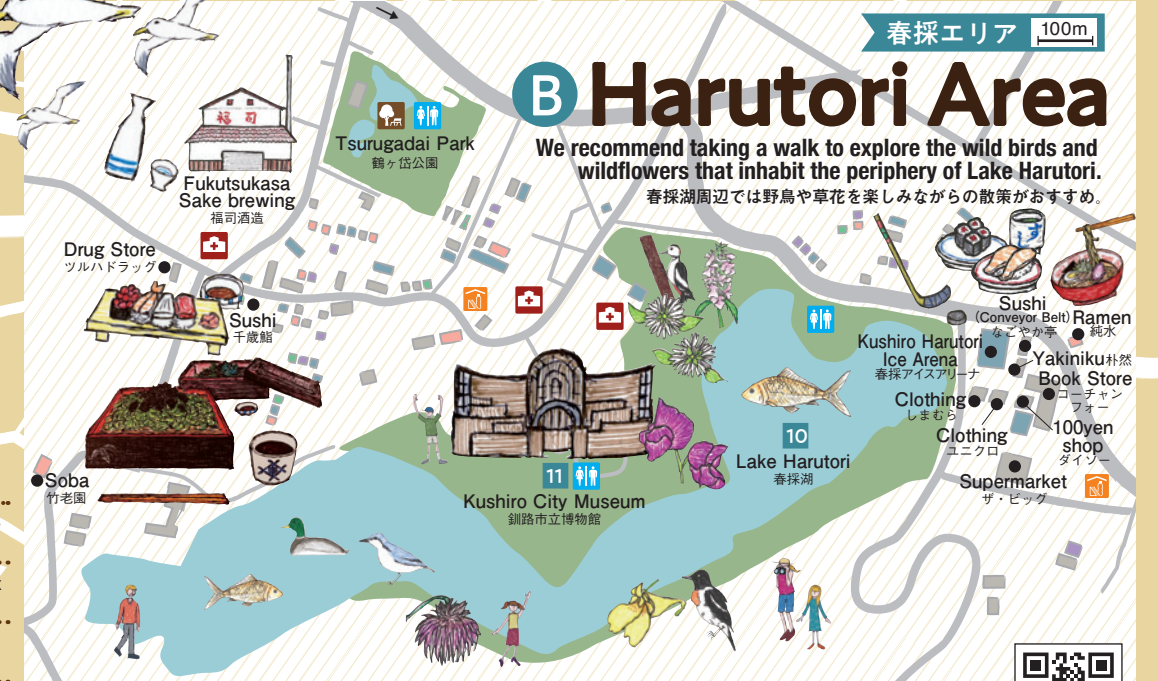 春採エリア 100m
B Harutori Area
We recommend taking a walk to explore the wild birds and
wildflowers that inhabit the periphery of Lake Harutori.
春採湖周辺では野鳥や草花を楽しみながらの散策がおすすめ。
Tsurugadai Park
鶴ヶ岱公園
福司
Fukutsukasa
Sake brewing
福司酒造
Drug Store
ツルハドラッグ
Sushi
千歳鮨
Soba
竹老園
11
Kushiro City Museum
釧路市立博物館
10
Lake Harutori
春採湖
Sushi
(Conveyor Belt)
なごやか亭
Ramen
純水
Kushiro Harutori
Ice Arena
春採アイスアリーナ
Yakiniku朴然
Book Store
コーチャン
フォー
Clothing
しまむら
Clothing
ユニクロ
100yen
shop
ダイソー
Supermarket
ザ・ビッグ